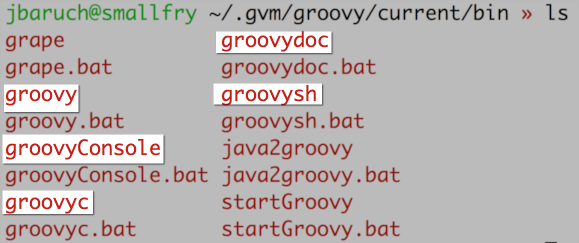 jbaruch@smallfry ~/.gvm/groovy/current/bin » ls
grape groovydoc
grape.bat groovydoc.bat
groovy groovysh
groovy.bat groovysh.bat
groovyConsole java2groovy
groovyConsole.bat java2groovy.bat
groovyc startGroovy
groovyc.bat startGroovy.bat